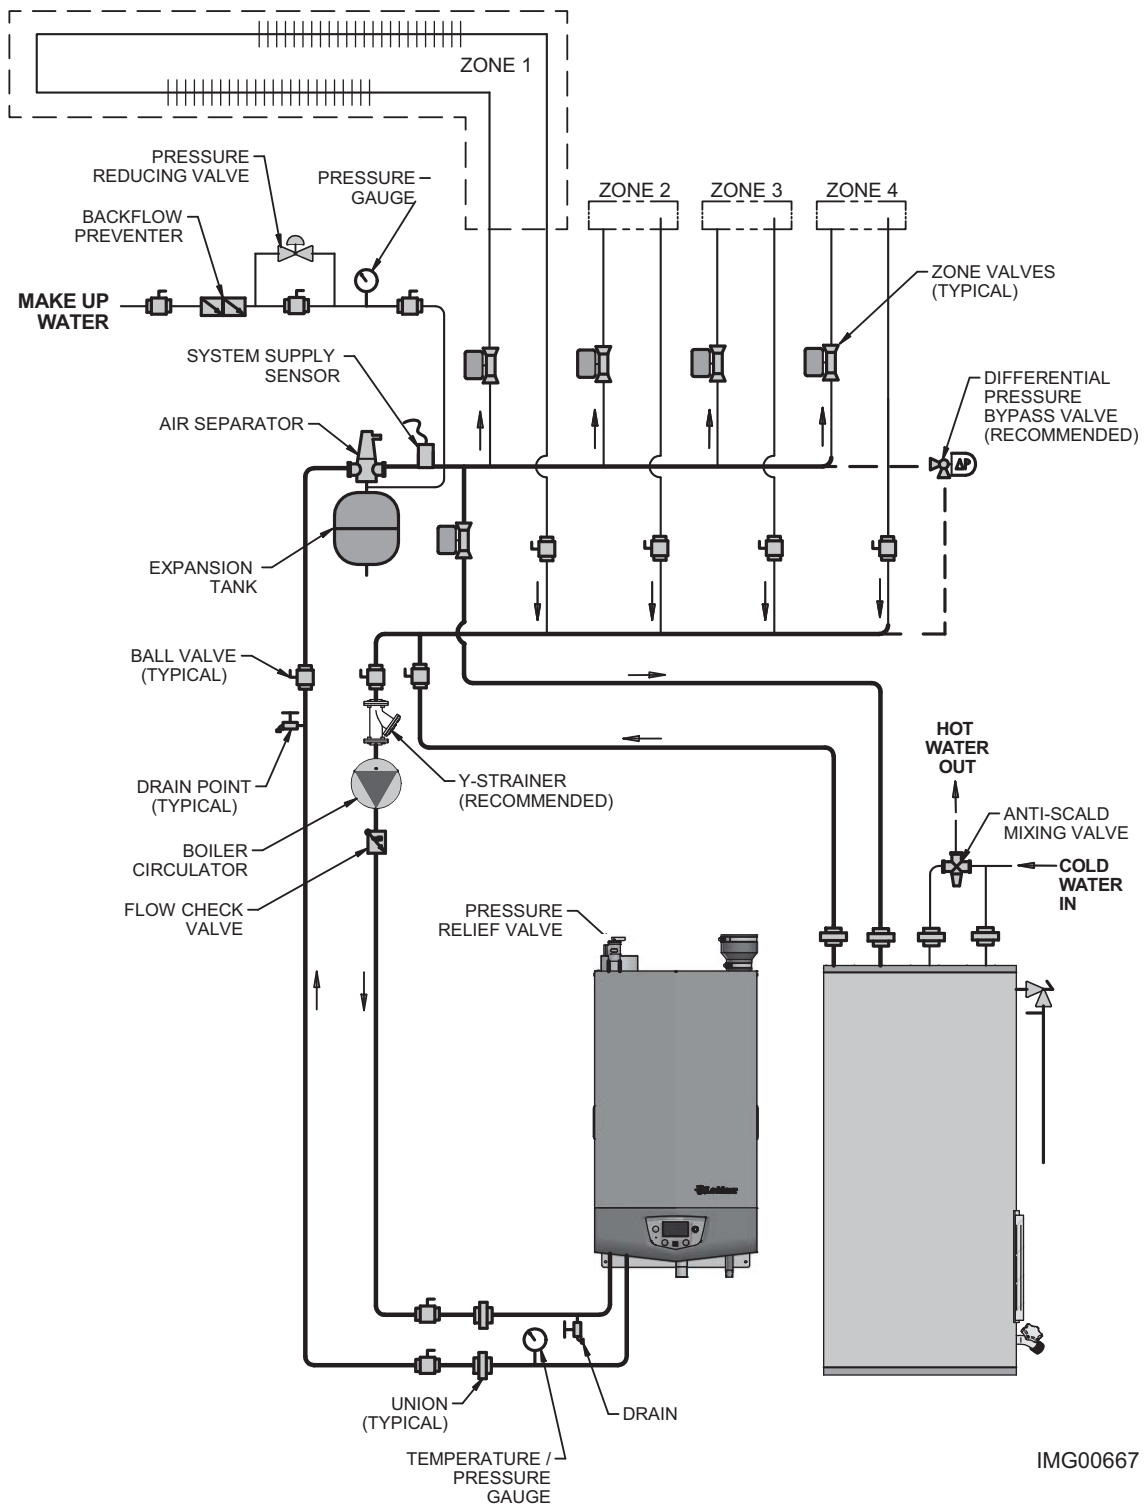 ZONE 1
PRESSURE
REDUCING VALVE
PRESSURE
GAUGE
BACKFLOW
PREVENTER
MAKE UP
WATER
ZONE 2
ZONE 3
ZONE 4
ZONE VALVES
(TYPICAL)
SYSTEM SUPPLY
SENSOR
AIR SEPARATOR
DIFFERENTIAL
PRESSURE
BYPASS VALVE
(RECOMMENDED)
ΔP
EXPANSION
TANK
BALL VALVE
(TYPICAL)
DRAIN POINT
(TYPICAL)
Y-STRAINER
(RECOMMENDED)
BOILER
CIRCULATOR
FLOW CHECK
VALVE
HOT
WATER
OUT
ANTI-SCALD
MIXING VALVE
COLD
WATER
IN
PRESSURE
RELIEF VALVE
UNION
(TYPICAL)
DRAIN
TEMPERATURE /
PRESSURE
GAUGE
IMG00667